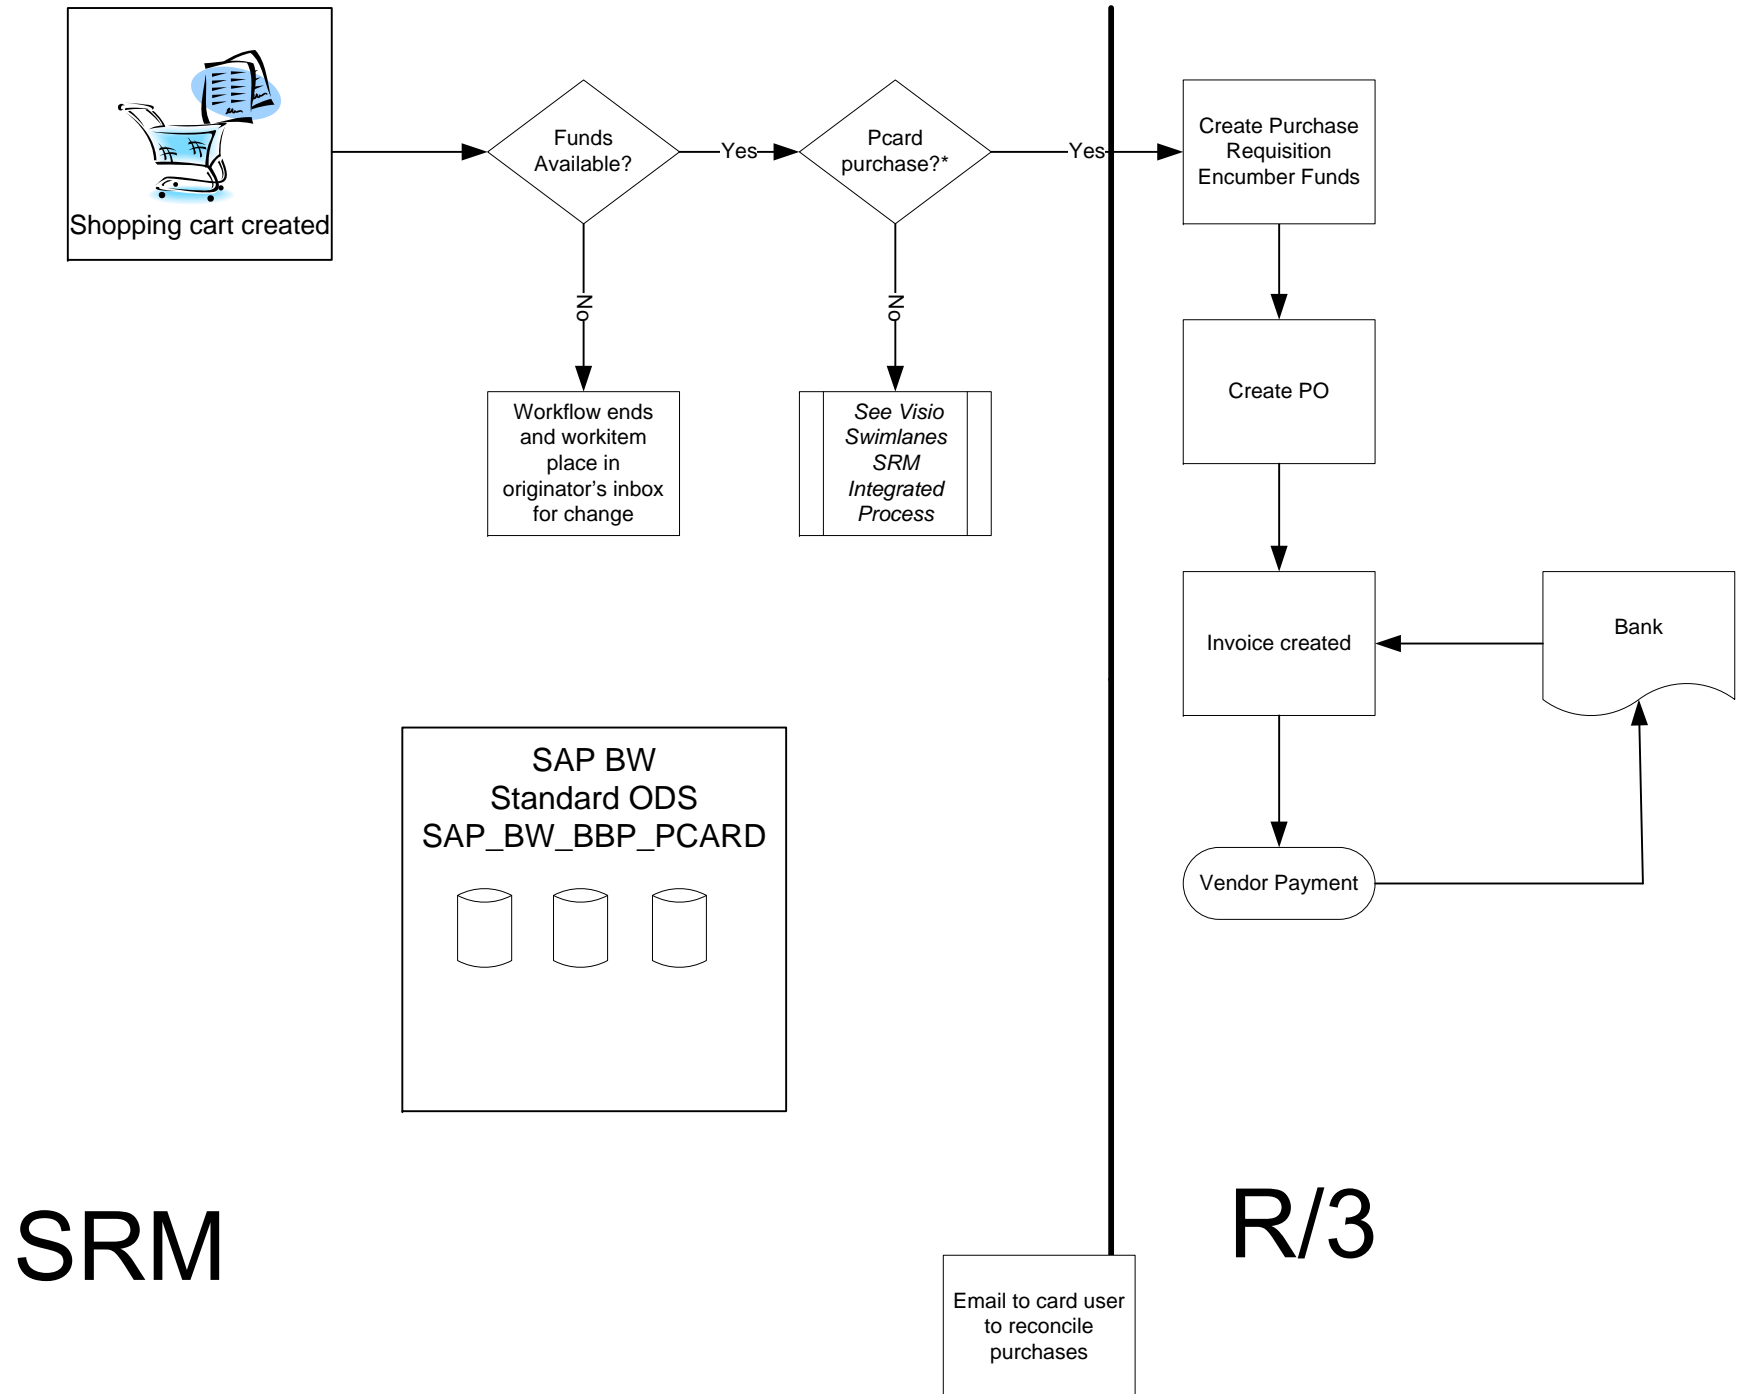 Shopping cart created
Funds
Available?
Yes
Pcard
purchase?*
Yes
Create Purchase
Requisition
Encumber Funds
No
No
Workflow ends
and workitem
place in
originator's inbox
for change
See Visio
Swimlanes
SRM
Integrated
Process
Create PO
Invoice created
Bank
Vendor Payment
SAP BW
Standard ODS
SAP_BW_BBP_PCARD
SRM
R/3
Email to card user
to reconcile
purchases